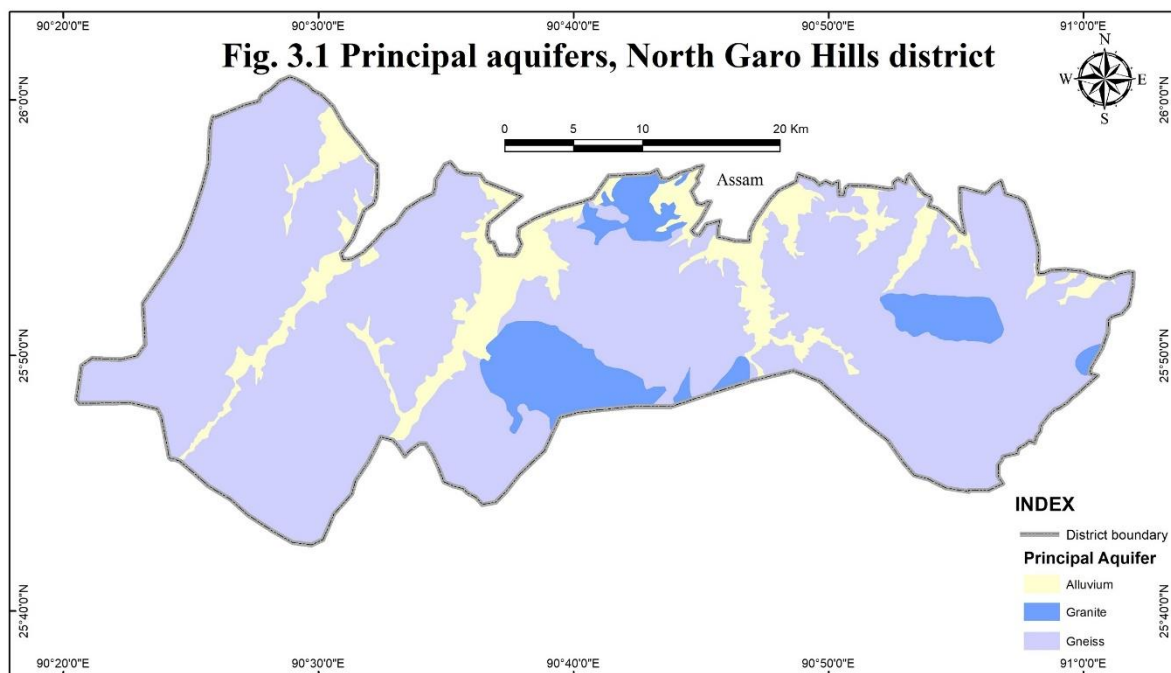 90°20'0"E 90°30'0"E 90°40'0"E 90°50'0"E 91°0'0"E
Fig. 3.1 Principal aquifers, North Garo Hills district
N
W E
S
26°0'0"N 26°0'0"N
0 5 10 20 Km
Assam
25°50'0"N 25°50'0"N
INDEX
District boundary
Principal Aquifer
Alluvium
Granite
Gneiss
25°40'0"N 25°40'0"N
90°20'0"E 90°30'0"E 90°40'0"E 90°50'0"E 91°0'0"E